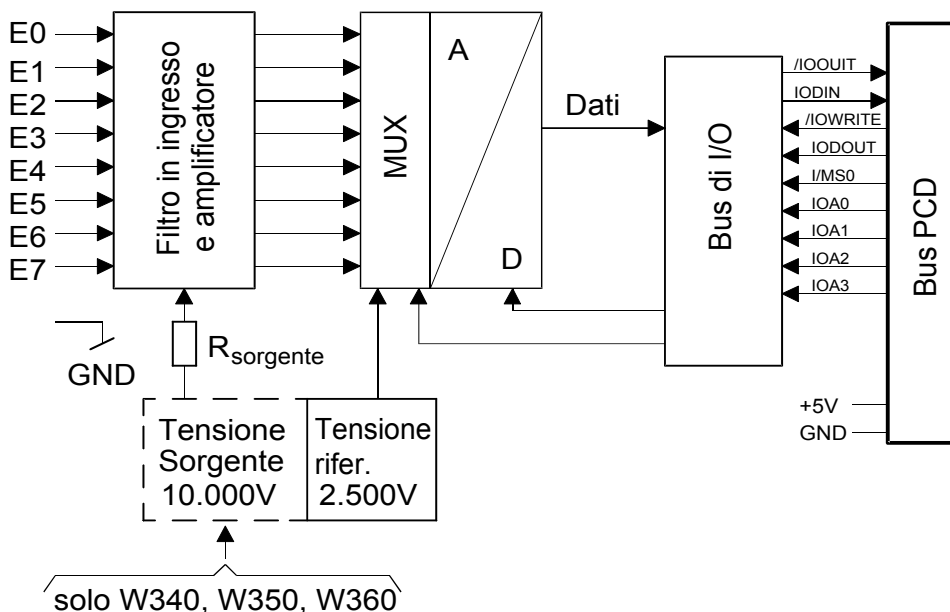 E0
E1
E2
E3
E4
E5
E6
E7
Filtro in ingresso
e amplificatore
MUX
A
D
Dati
Bus di I/O
/IOOUIT
IODIN
/IOWRITE
IODOUT
I/MS0
IOA0
IOA1
IOA2
IOA3
Bus PCD
+5V
GND
GND
Rsorgente
Tensione
Sorgente
10.000V
Tensione
rifer.
2.500V
solo W340, W350, W360